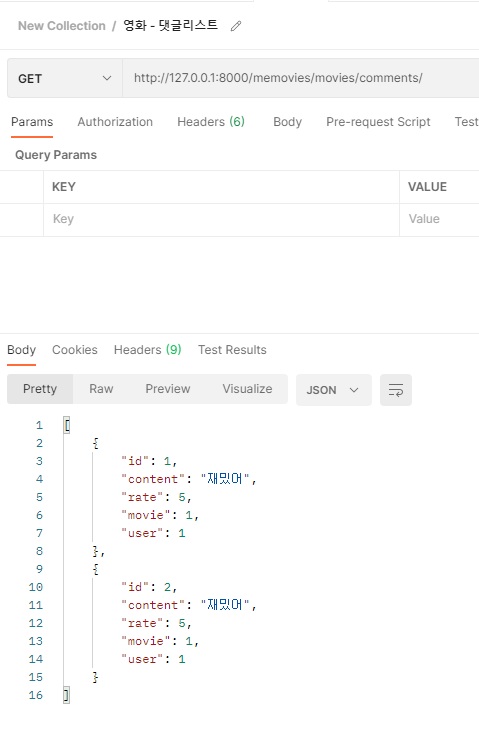 New Collection / 영화 - 댓글리스트
GET http://127.0.0.1:8000/memovies/movies/comments/
Params Authorization Headers (6) Body Pre-request Script Test
Query Params
KEY VALUE
Key Value
Body Cookies Headers (9) Test Results
Pretty Raw Preview Visualize JSON
1 [
2 {
3 "id": 1,
4 "content": "재밌어",
5 "rate": 5,
6 "movie": 1,
7 "user": 1
8 },
9 {
10 "id": 2,
11 "content": "재밌어",
12 "rate": 5,
13 "movie": 1,
14 "user": 1
15 }
16 ]